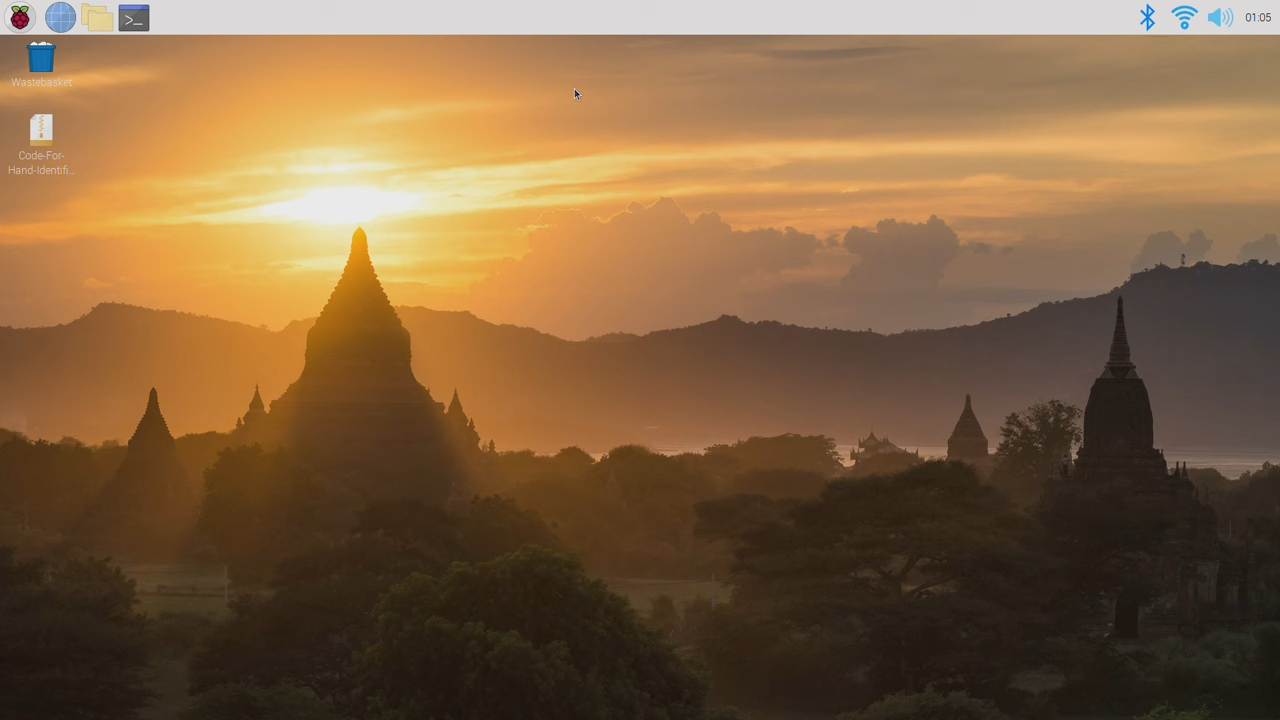 >_
01:05
Wastebasket
Code-For-
Hand-Identifi...